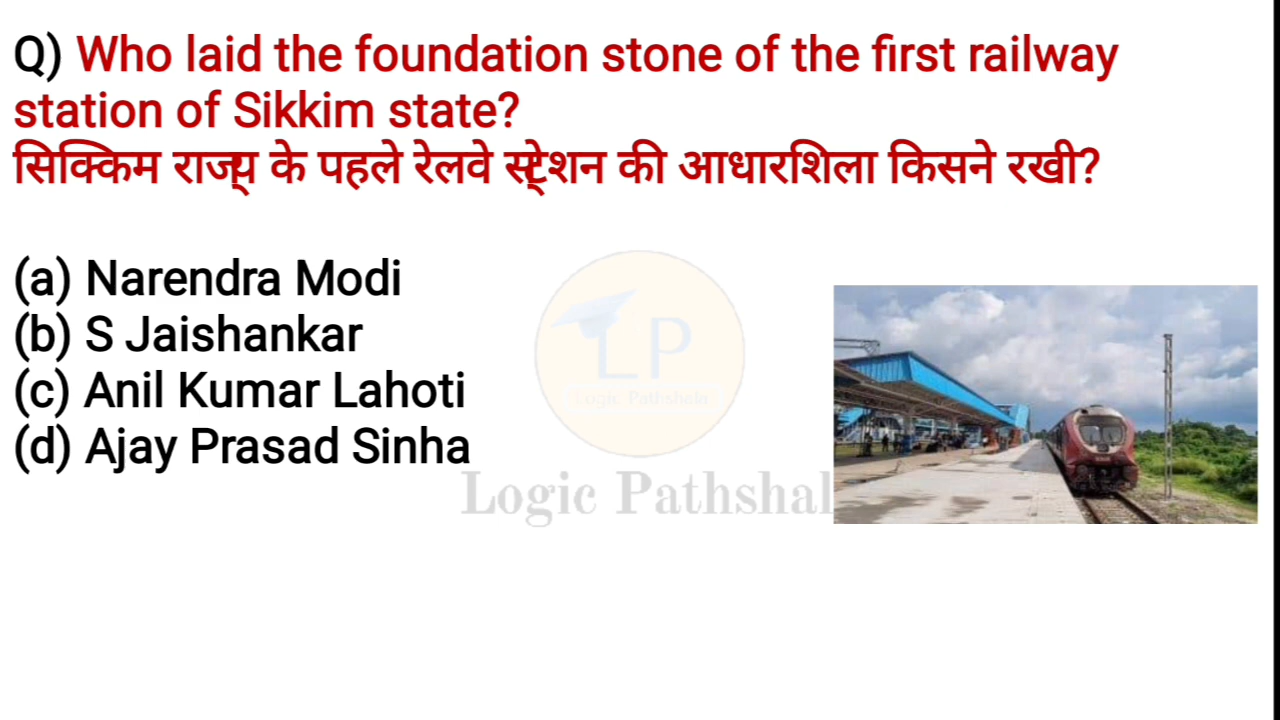 Q) Who laid the foundation stone of the first railway
station of Sikkim state?
सिक्किम राज्य के पहले रेलवे स्टेशन की आधारशिला किसने रखी?
(a) Narendra Modi
(b) S Jaishankar
(c) Anil Kumar Lahoti
(d) Ajay Prasad Sinha
LP
Logic Pathshala
Logic Pathshal